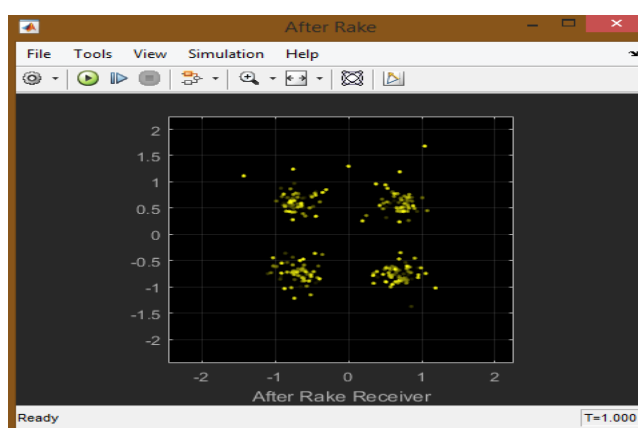 After Rake
File Tools View Simulation Help
2
1.5
1
0.5
0
-0.5
-1
-1.5
-2
-2 -1 0 1 2
After Rake Receiver
Ready T=1.000